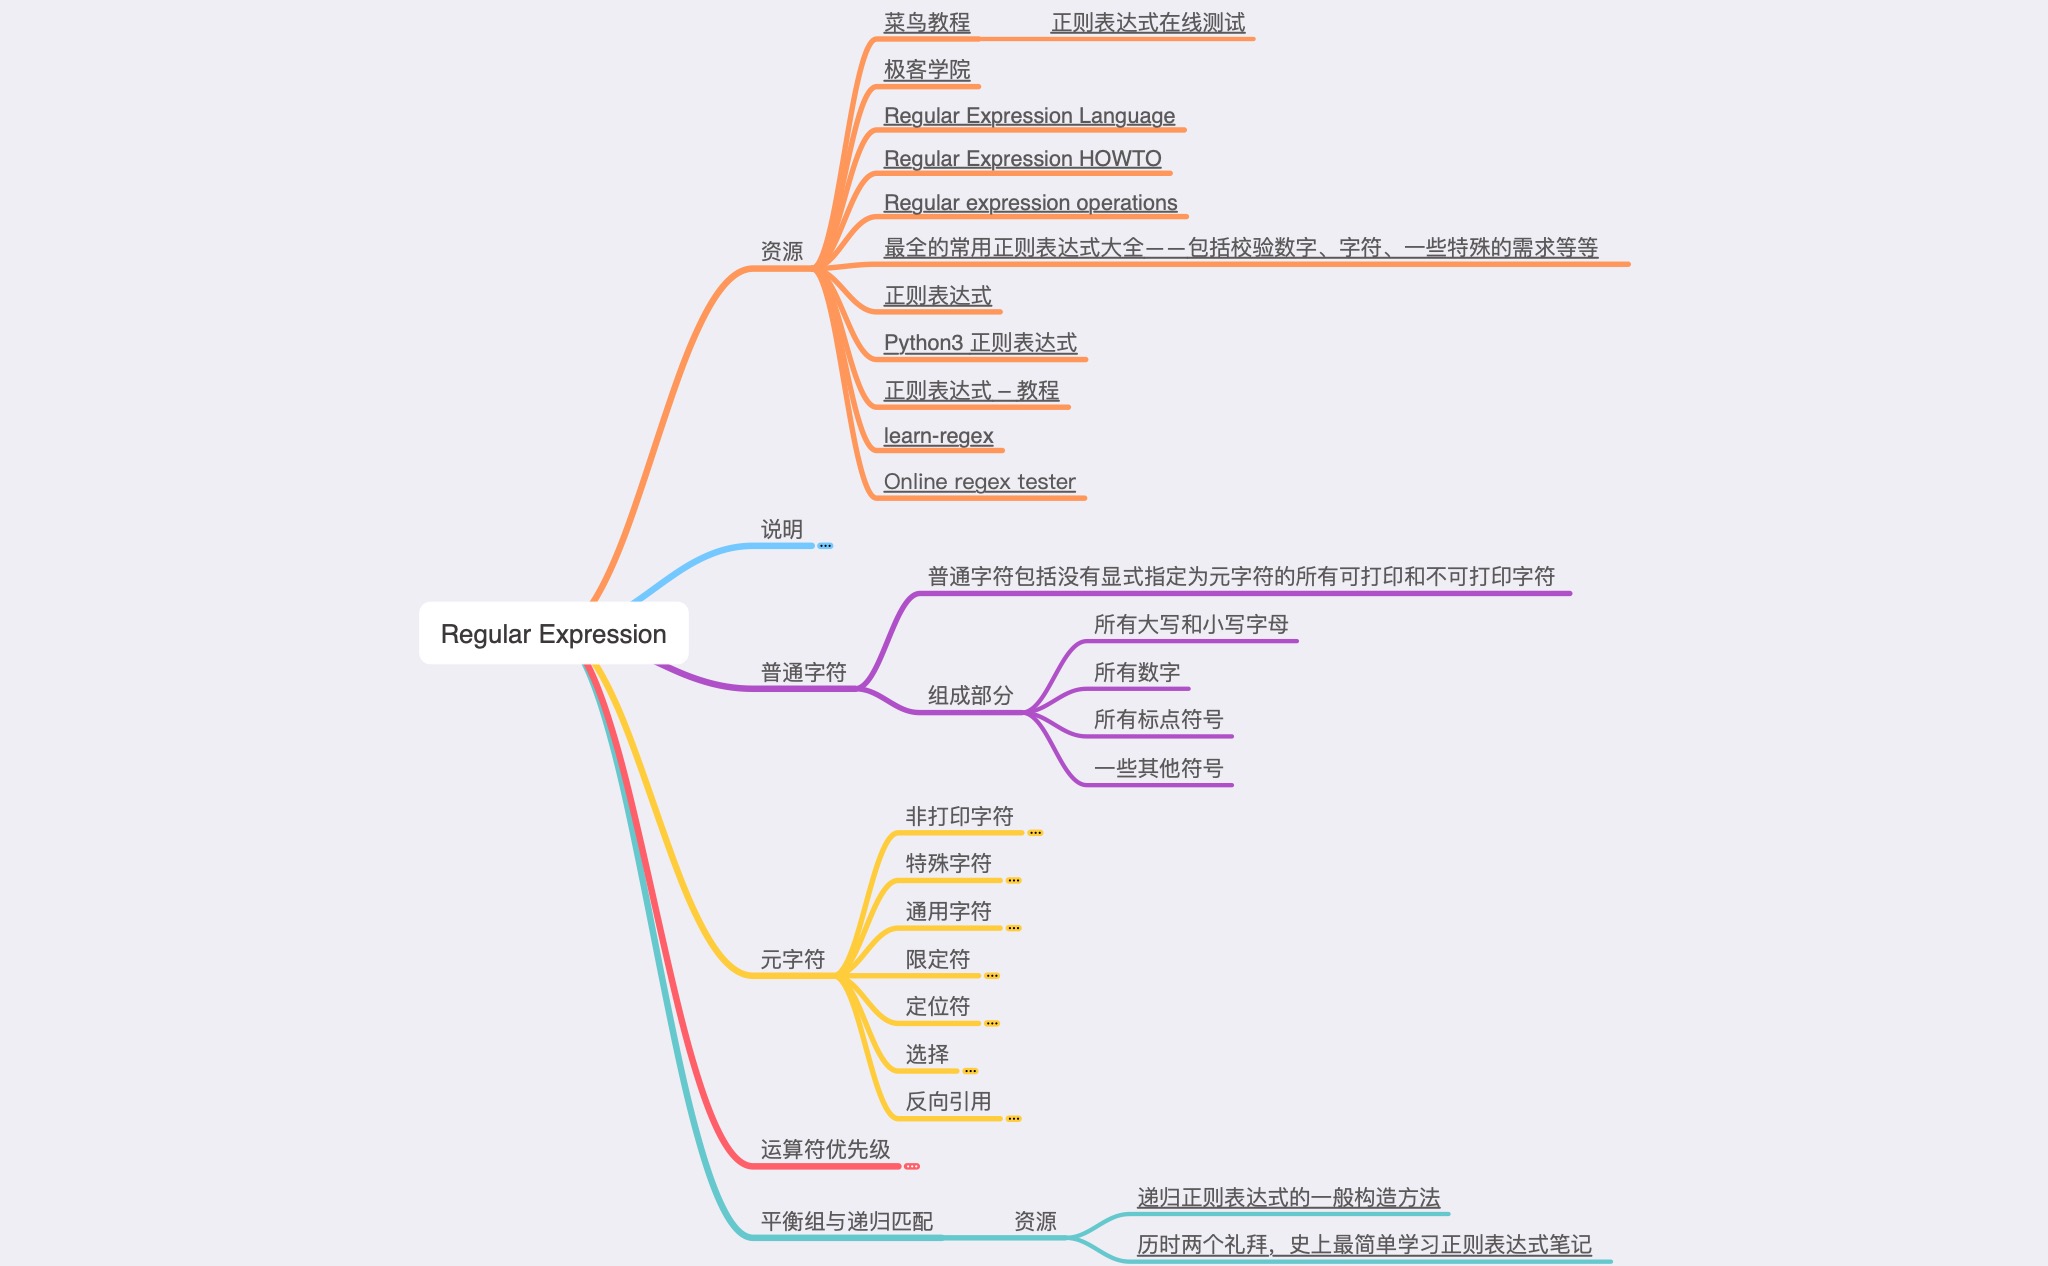 菜鸟教程
正则表达式在线测试
极客学院
Regular Expression Language
Regular Expression HOWTO
Regular expression operations
资源
最全的常用正则表达式大全——包括校验数字、字符、一些特殊的需求等等
正则表达式
Python3 正则表达式
正则表达式 – 教程
learn-regex
Online regex tester
说明
Regular Expression
普通字符
普通字符包括没有显式指定为元字符的所有可打印和不可打印字符
组成部分
所有大写和小写字母
所有数字
所有标点符号
一些其他符号
元字符
非打印字符
特殊字符
通用字符
限定符
定位符
选择
反向引用
运算符优先级
平衡组与递归匹配
资源
递归正则表达式的一般构造方法
历时两个礼拜，史上最简单学习正则表达式笔记